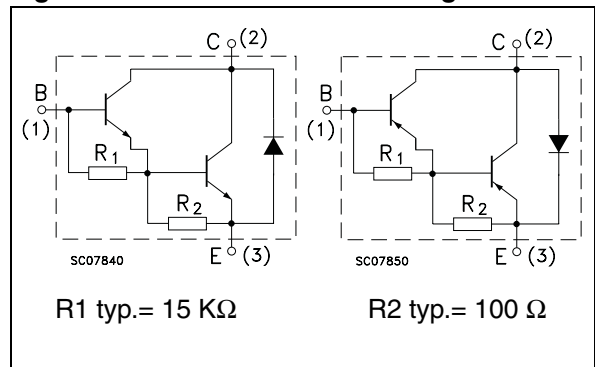 C (2)
B
(1)
R1
R2
E (3)
SC07840
C (2)
B
(1)
R1
R2
E (3)
SC07850
R1 typ.= 15 KΩ
R2 typ.= 100 Ω